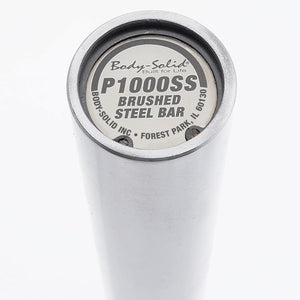 Body-Solid®
Built for Life
P1000SS
BRUSHED
STEEL BAR
BODY-SOLID INC • FOREST PARK, IL 60130